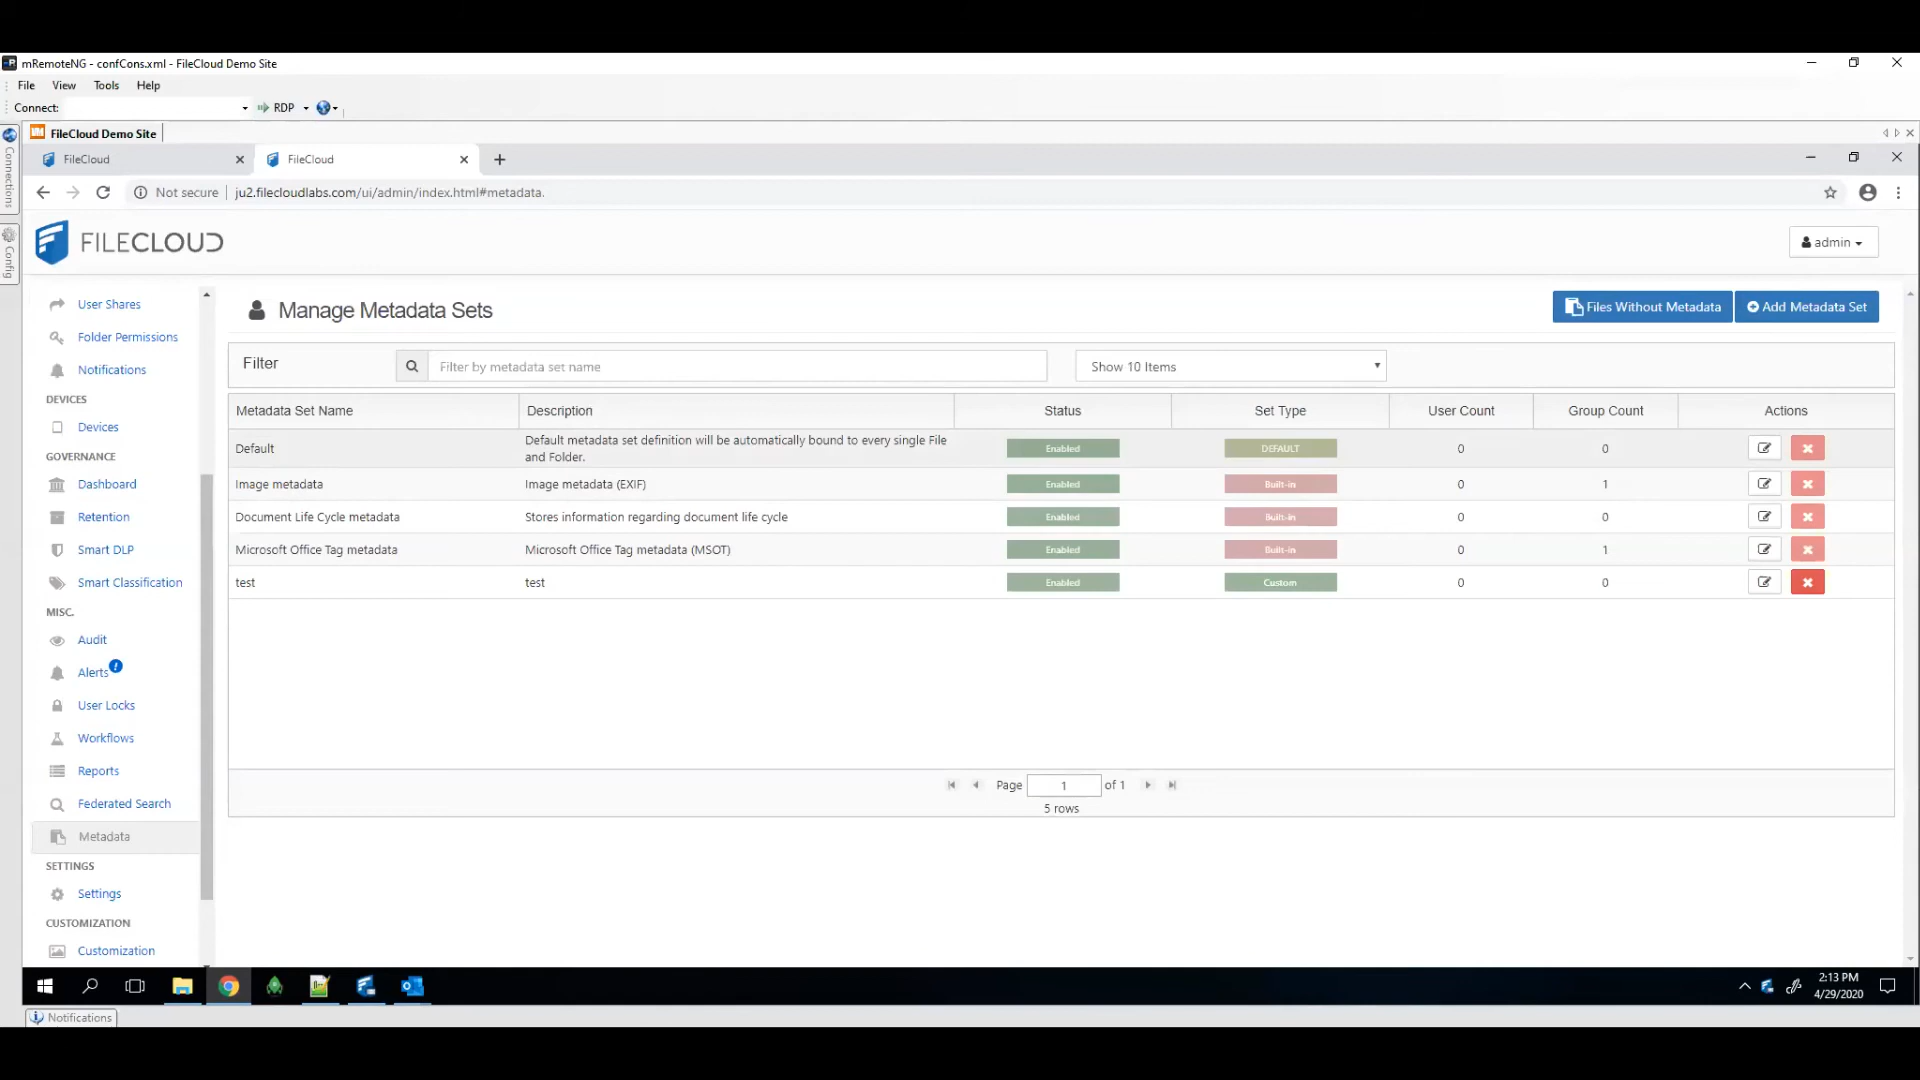 mRemoteNG - confCons.xml - FileCloud Demo Site
File View Tools Help
Connect: RDP
FileCloud Demo Site
Connections
Config
FileCloud FileCloud
Not secure ju2.filecloudlabs.com/ui/admin/index.html#metadata.
FILECLOUD
admin
User Shares
Folder Permissions
Notifications
DEVICES
Devices
GOVERNANCE
Dashboard
Retention
Smart DLP
Smart Classification
MISC.
Audit
Alerts
User Locks
Workflows
Reports
Federated Search
Metadata
SETTINGS
Settings
CUSTOMIZATION
Customization
Manage Metadata Sets
Files Without Metadata Add Metadata Set
Filter Filter by metadata set name Show 10 Items
Metadata Set Name Description Status Set Type User Count Group Count Actions
Default Default metadata set definition will be automatically bound to every single File
and Folder. Enabled DEFAULT 0 0
Image metadata Image metadata (EXIF) Enabled Built-in 0 1
Document Life Cycle metadata Stores information regarding document life cycle Enabled Built-in 0 0
Microsoft Office Tag metadata Microsoft Office Tag metadata (MSOT) Enabled Built-in 0 1
test test Enabled Custom 0 0
Page 1 of 1
5 rows
2:13 PM
4/29/2020
Notifications